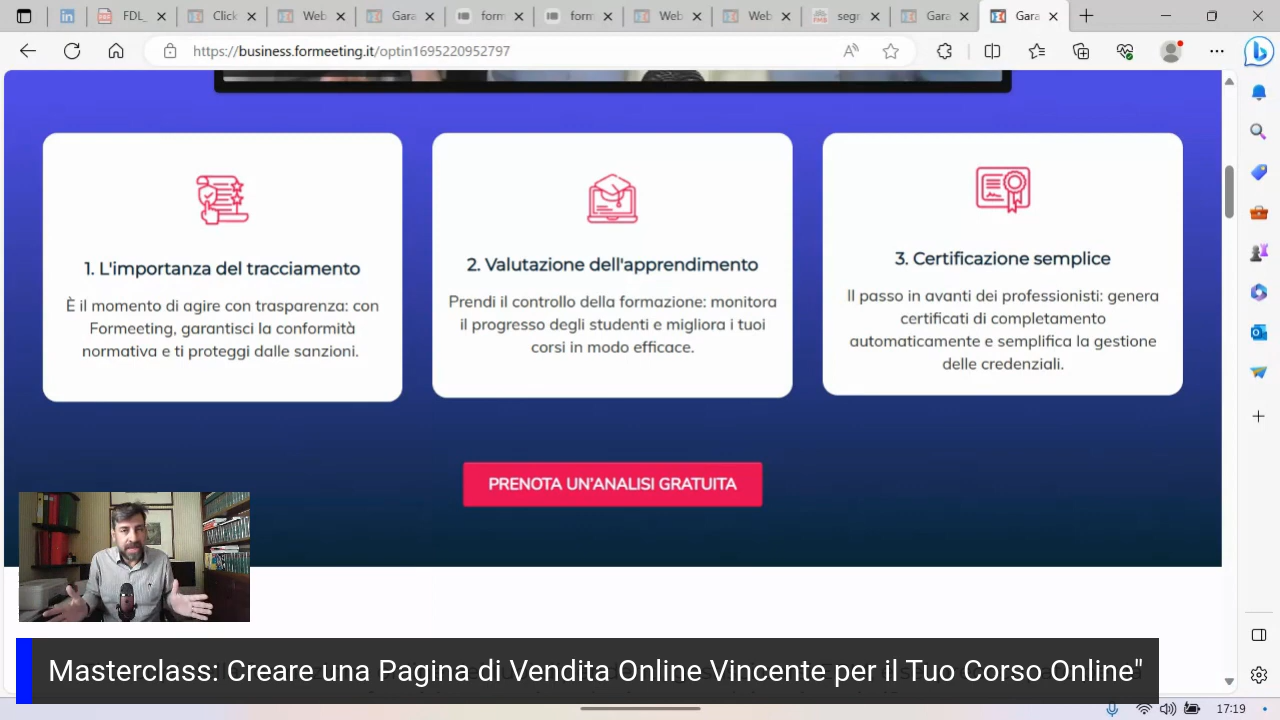 FDL_
Click
Web
Gara
form
form
Web
Web
segr
Gara
Gara
https://business.formeeting.it/optin1695220952797
1. L'importanza del tracciamento
È il momento di agire con trasparenza: con
Formeeting, garantisci la conformità
normativa e ti proteggi dalle sanzioni.
2. Valutazione dell'apprendimento
Prendi il controllo della formazione: monitora
il progresso degli studenti e migliora i tuoi
corsi in modo efficace.
3. Certificazione semplice
Il passo in avanti dei professionisti: genera
certificati di completamento
automaticamente e semplifica la gestione
delle credenziali.
PRENOTA UN'ANALISI GRATUITA
Masterclass: Creare una Pagina di Vendita Online Vincente per il Tuo Corso Online"
17:19